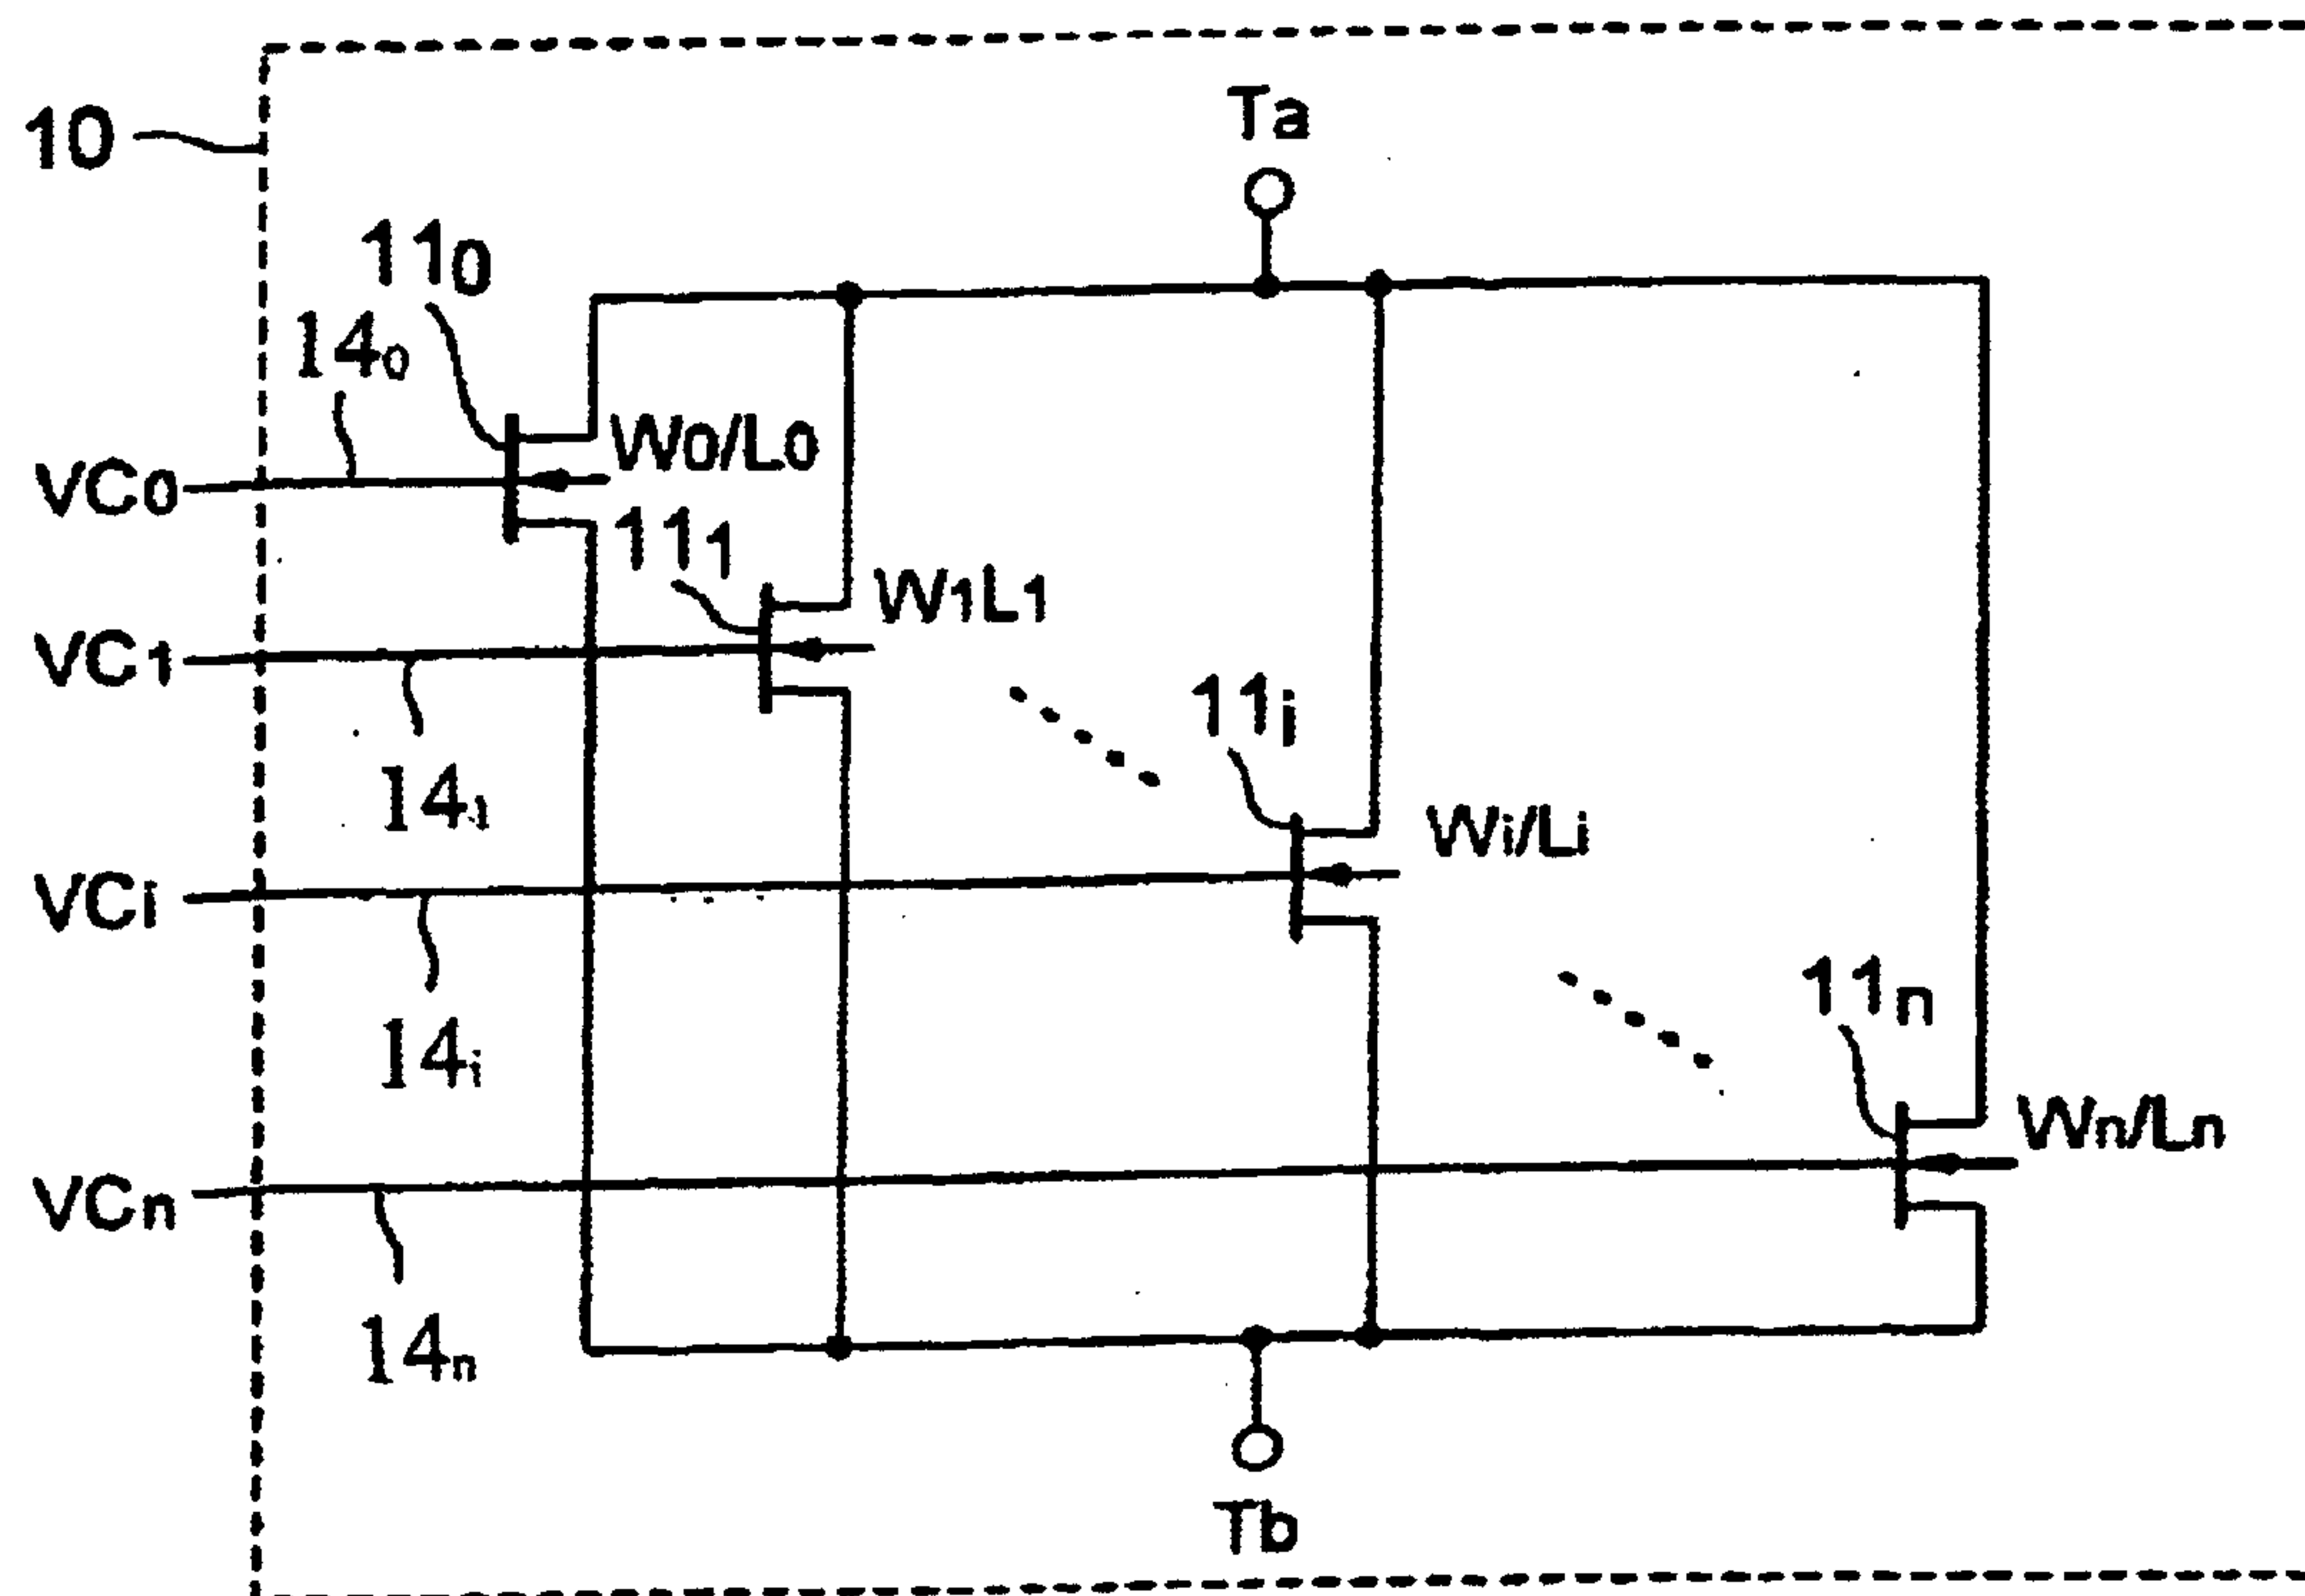 10
Ta
11₀
14₀
W₀/L₀
VC₀
11₁
W₁L₁
VC₁
14₁
11ᵢ
Wᵢ/Lᵢ
VCᵢ
14ᵢ
11ₙ
Wₙ/Lₙ
VCₙ
14ₙ
Tb